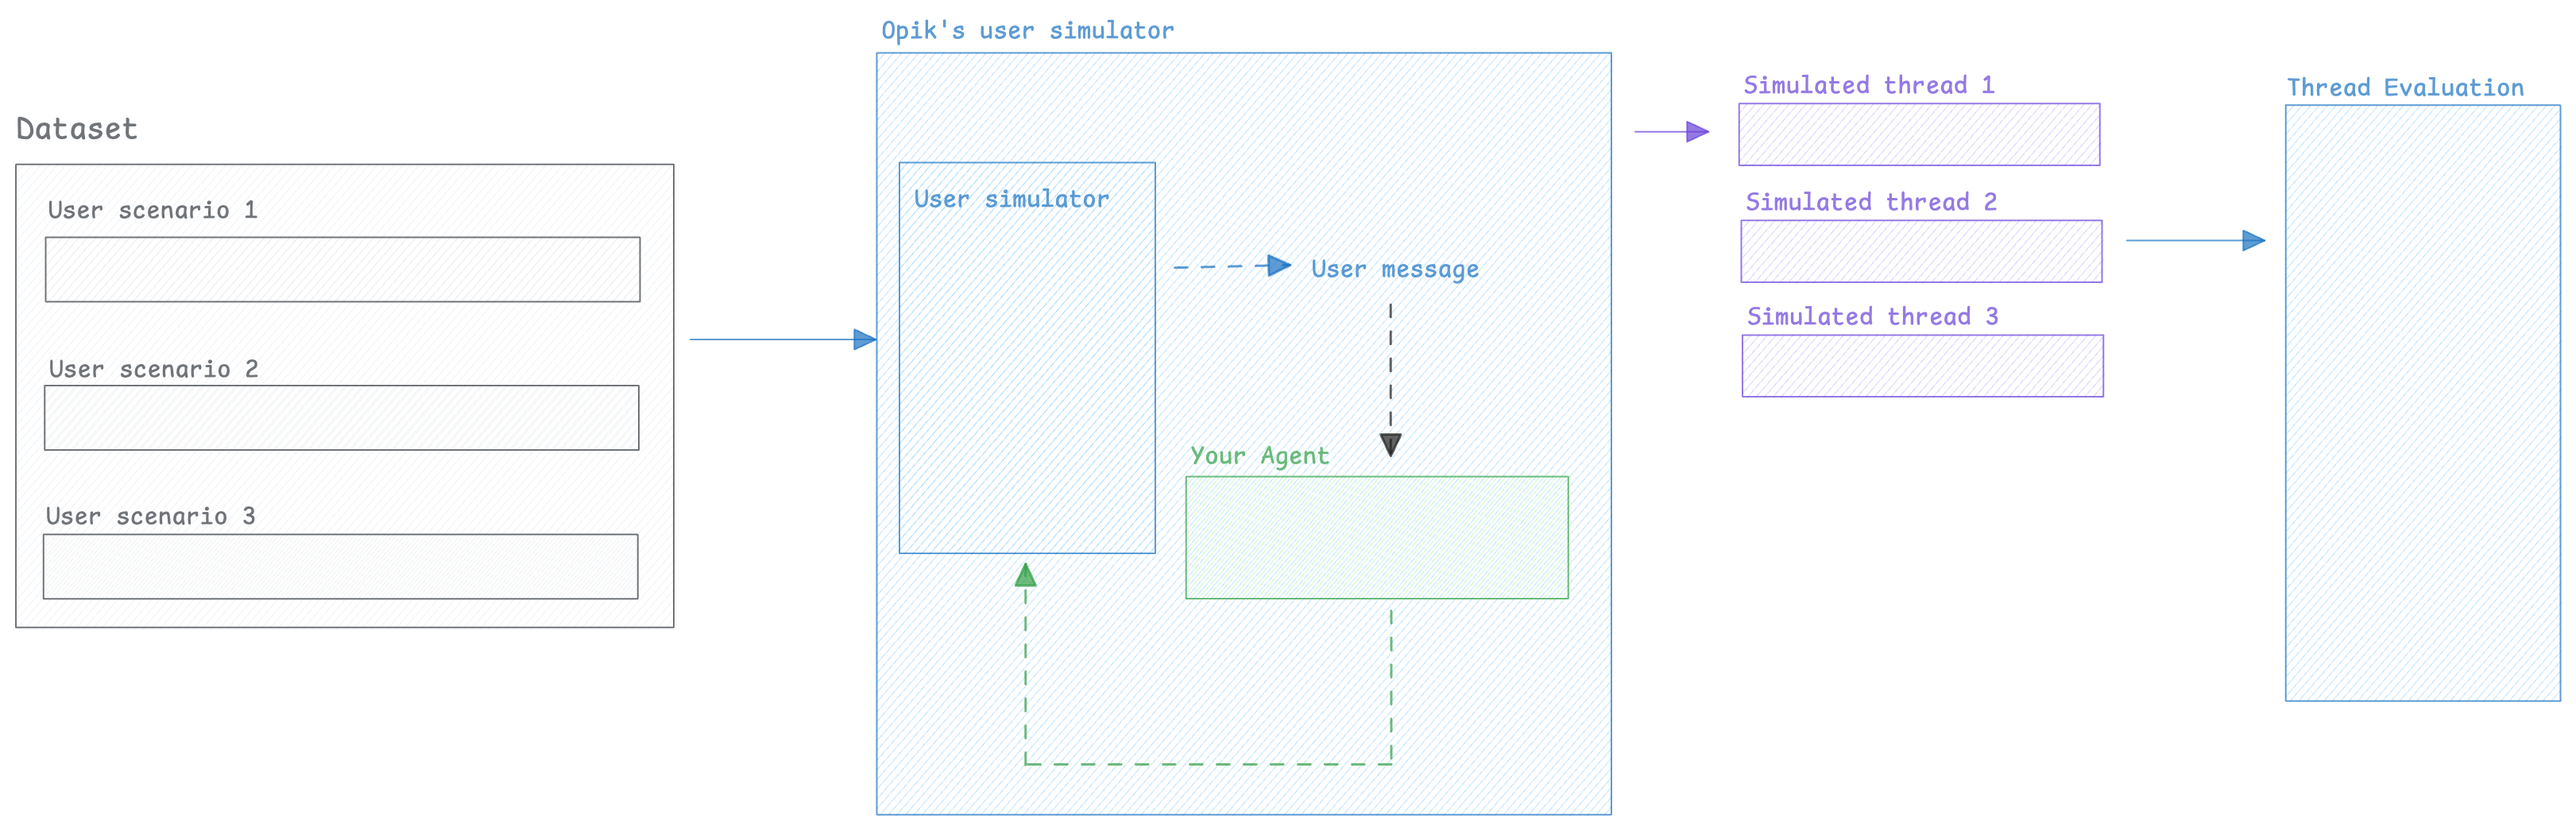 Dataset
User scenario 1
User scenario 2
User scenario 3
Opik's user simulator
User simulator
User message
Your Agent
Simulated thread 1
Simulated thread 2
Simulated thread 3
Thread Evaluation